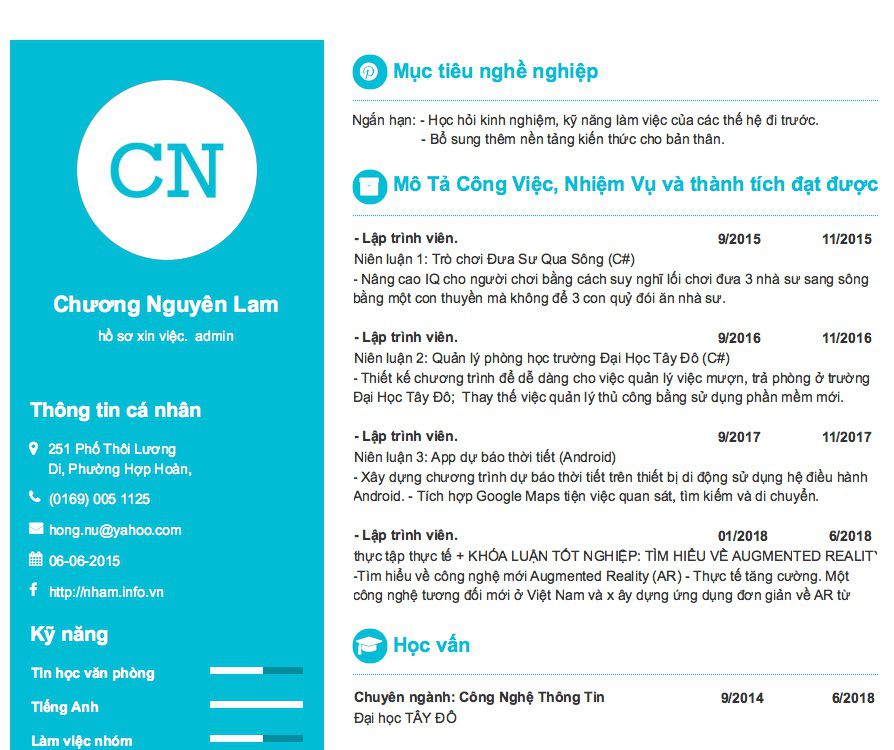 CN
Chương Nguyên Lam
hồ sơ xin việc. admin
Thông tin cá nhân
251 Phố Thôi Lương
Di, Phường Hợp Hoàn,
(0169) 005 1125
hong.nu@yahoo.com
06-06-2015
http://nham.info.vn
Kỹ năng
Tin học văn phòng
Tiếng Anh
Làm việc nhóm
Mục tiêu nghề nghiệp
Ngắn hạn: - Học hỏi kinh nghiệm, kỹ năng làm việc của các thế hệ đi trước.
- Bổ sung thêm nền tảng kiến thức cho bản thân.
Mô Tả Công Việc, Nhiệm Vụ và thành tích đạt được
- Lập trình viên. 9/2015 11/2015
Niên luận 1: Trò chơi Đưa Sư Qua Sông (C#)
- Nâng cao IQ cho người chơi bằng cách suy nghĩ lối chơi đưa 3 nhà sư sang sông
bằng một con thuyền mà không để 3 con quỷ đói ăn nhà sư.
- Lập trình viên. 9/2016 11/2016
Niên luận 2: Quản lý phòng học trường Đại Học Tây Đô (C#)
- Thiết kế chương trình để dễ dàng cho việc quản lý việc mượn, trả phòng ở trường
Đại Học Tây Đô; Thay thế việc quản lý thủ công bằng sử dụng phần mềm mới.
- Lập trình viên. 9/2017 11/2017
Niên luận 3: App dự báo thời tiết (Android)
- Xây dựng chương trình dự báo thời tiết trên thiết bị di động sử dụng hệ điều hành
Android. - Tích hợp Google Maps tiện việc quan sát, tìm kiếm và di chuyển.
- Lập trình viên. 01/2018 6/2018
thực tập thực tế + KHÓA LUẬN TỐT NGHIỆP: TÌM HIỂU VỀ AUGMENTED REALITY
-Tìm hiểu về công nghệ mới Augmented Reality (AR) - Thực tế tăng cường. Một
công nghệ tương đối mới ở Việt Nam và x ây dựng ứng dụng đơn giản về AR từ
Học vấn
Chuyên ngành: Công Nghệ Thông Tin 9/2014 6/2018
Đại học TÂY ĐÔ